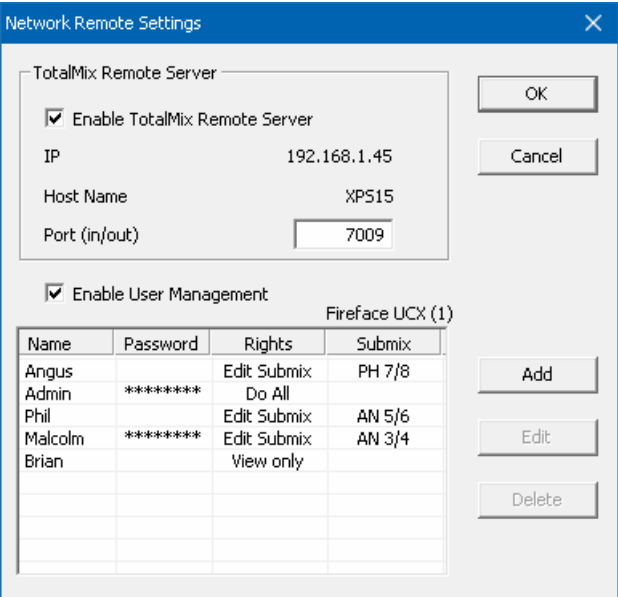 Network Remote Settings
TotalMix Remote Server
Enable TotalMix Remote Server
IP 192.168.1.45
Host Name XPS15
Port (in/out) 7009
OK
Cancel
Enable User Management
Fireface UCX (1)
Name Password Rights Submix
Angus Edit Submix PH 7/8
Admin ******** Do All
Phil Edit Submix AN 5/6
Malcolm ******** Edit Submix AN 3/4
Brian View only
Add
Edit
Delete